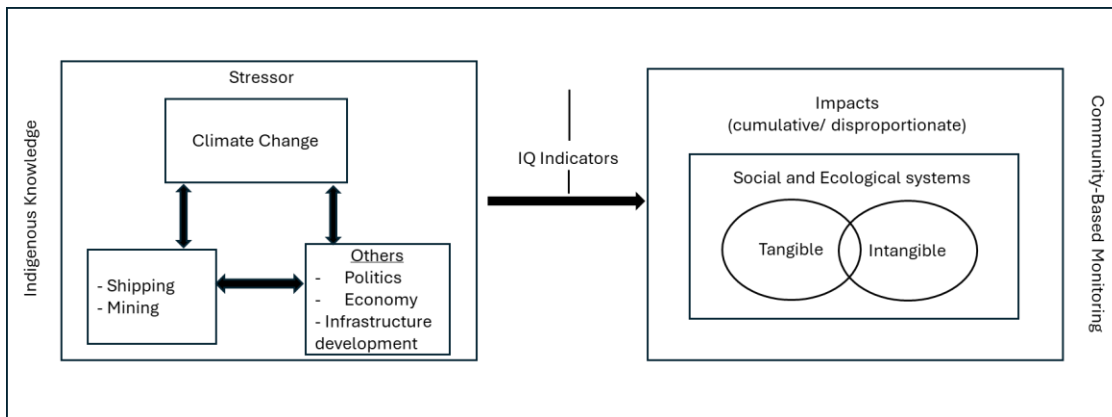 Indigenous Knowledge
Stressor
Climate Change
- Shipping
- Mining
Others
- Politics
- Economy
- Infrastructure
development
IQ Indicators
Impacts
(cumulative/ disproportionate)
Social and Ecological systems
Tangible
Intangible
Community-Based Monitoring